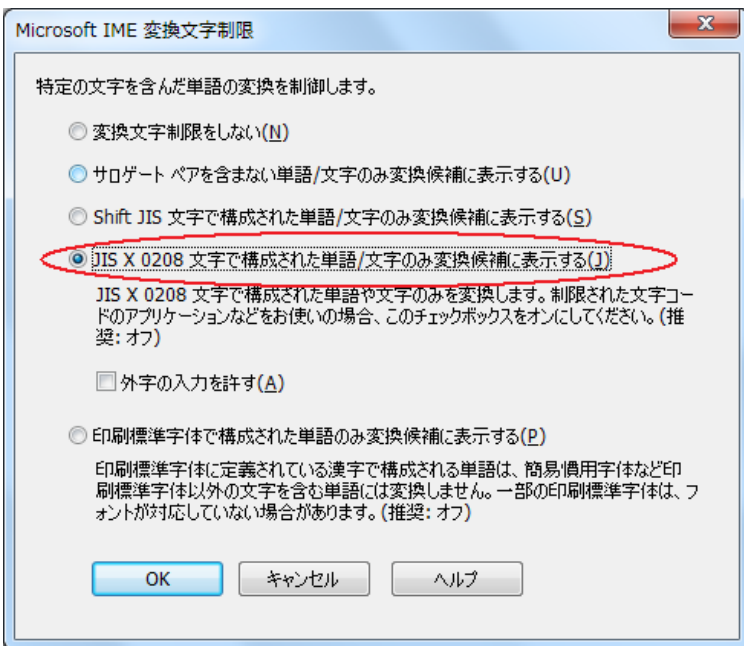 Microsoft IME 変換文字制限
特定の文字を含んだ単語の変換を制御します。
変換文字制限をしない(N)
サロゲート ペアを含まない単語/文字のみ変換候補に表示する(U)
Shift JIS 文字で構成された単語/文字のみ変換候補に表示する(S)
JIS X 0208 文字で構成された単語/文字のみ変換候補に表示する(J)
JIS X 0208 文字で構成された単語や文字のみを変換します。制限された文字コー
ドのアプリケーションなどをお使いの場合、このチェックボックスをオンにしてください。(推
奨: オフ)
外字の入力を許す(A)
印刷標準字体で構成された単語のみ変換候補に表示する(P)
印刷標準字体に定義されている漢字で構成される単語は、簡易慣用字体など印
刷標準字体以外の文字を含む単語には変換しません。一部の印刷標準字体は、フ
ォントが対応していない場合があります。(推奨: オフ)
OK キャンセル ヘルプ